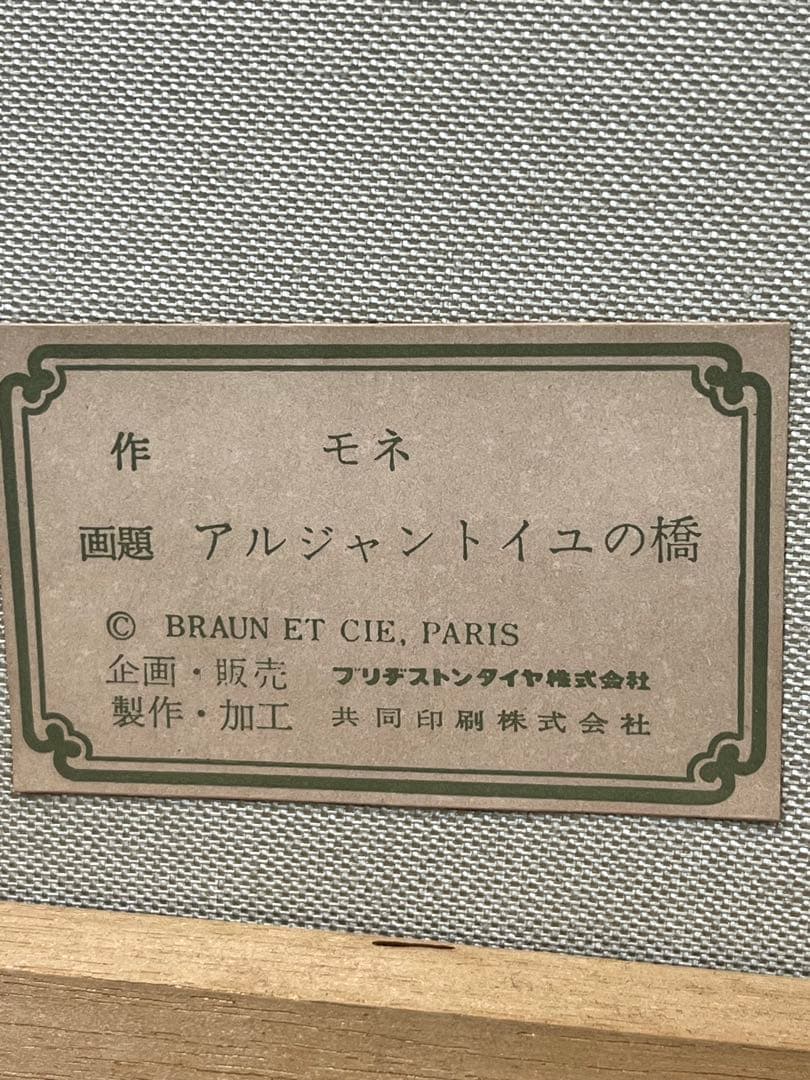 作 モネ
画題 アルジャントイユの橋
© BRAUN ET CIE, PARIS
企画・販売 ブリヂストンタイヤ株式会社
製作・加工 共同印刷株式会社